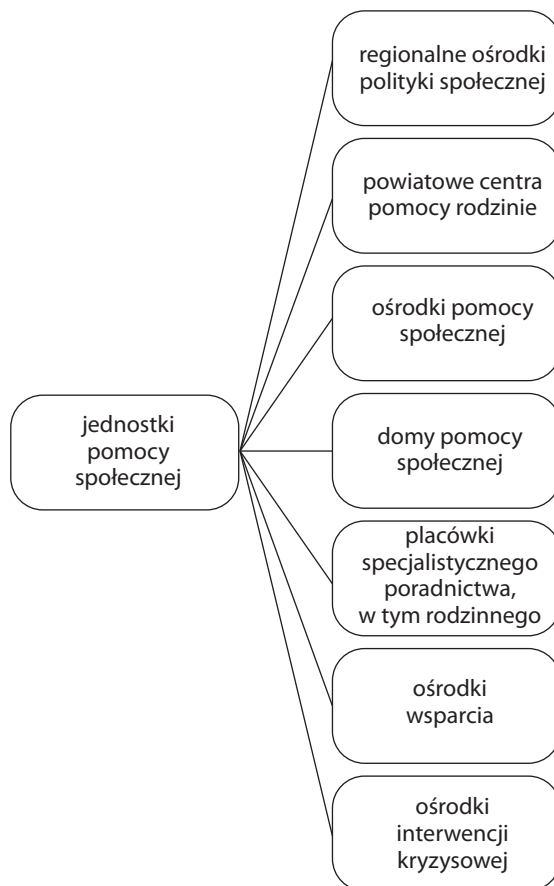 regionalne ośrodki
polityki społecznej
powiatowe centra
pomocy rodzinie
ośrodki pomocy
społecznej
jednostki
pomocy
społecznej
domy pomocy
społecznej
placówki
specjalistycznego
poradnictwa,
w tym rodzinnego
ośrodki
wsparcia
ośrodki
interwencji
kryzysowej